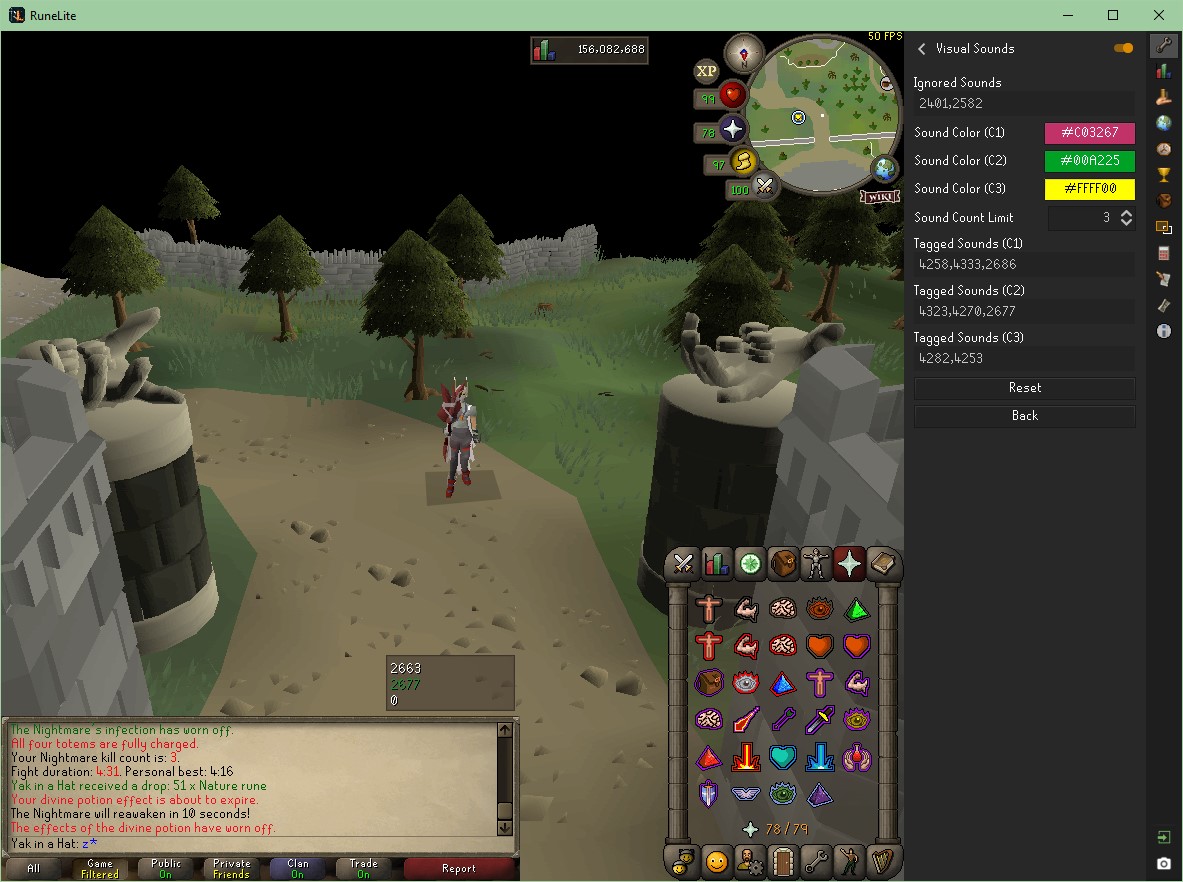 RuneLite
156,082,688
50 FPS
N
XP
99
78
97
100
WIKI
Visual Sounds
Ignored Sounds
2401,2582
Sound Color (C1) #C03267
Sound Color (C2) #00A225
Sound Color (C3) #FFFF00
Sound Count Limit 3
Tagged Sounds (C1)
4258,4333,2686
Tagged Sounds (C2)
4323,4270,2677
Tagged Sounds (C3)
4282,4253
Reset
Back
2663
2677
0
The Nightmare's infection has worn off.
All four totems are fully charged.
Your Nightmare kill count is: 3.
Fight duration: 4:31. Personal best: 4:16
Yak in a Hat received a drop: 51 x Nature rune
Your divine potion effect is about to expire.
The Nightmare will reawaken in 10 seconds!
The effects of the divine potion have worn off.
Yak in a Hat: z*
78 / 79
All
Game
Filtered
Public
On
Private
Friends
Clan
On
Trade
On
Report